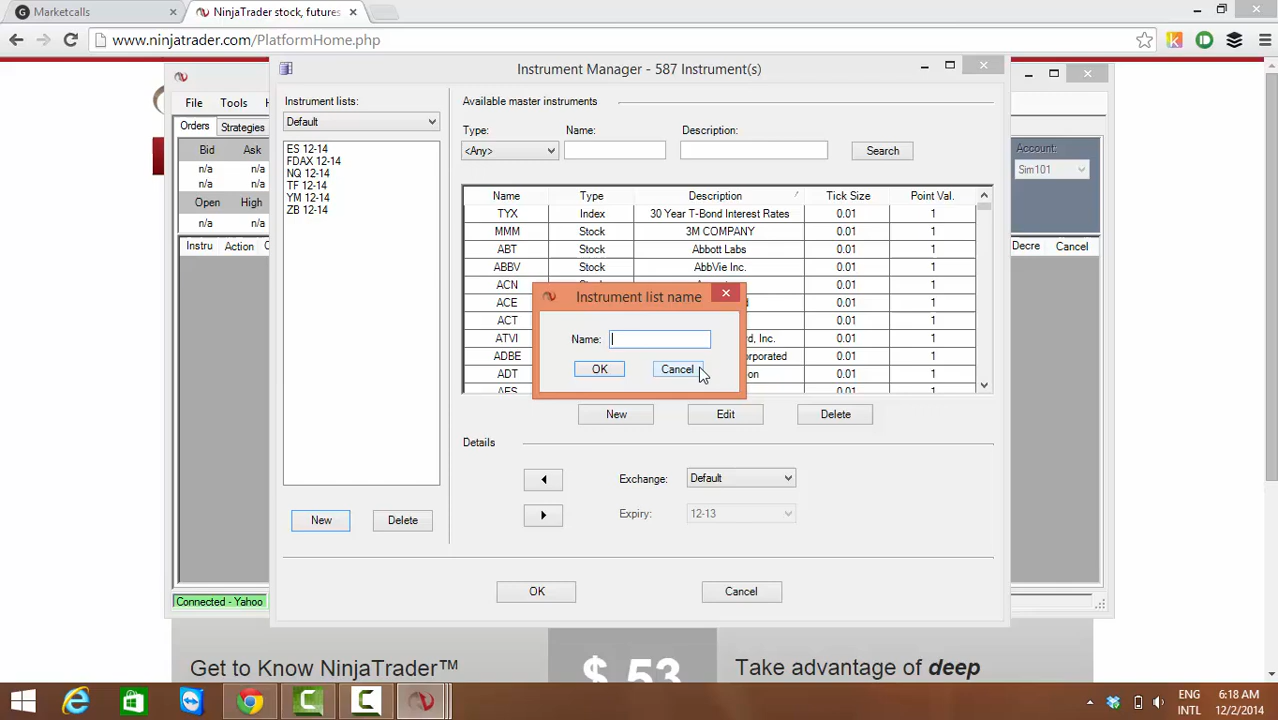 Marketcalls
NinjaTrader stock, futures
www.ninjatrader.com/PlatformHome.php
Instrument Manager - 587 Instrument(s)
File Tools
Orders Strategies
Bid Ask
n/a n/a
n/a n/a
Open High
n/a n/a
Instru Action
Instrument lists:
Default
ES 12-14
FDAX 12-14
NQ 12-14
TF 12-14
YM 12-14
ZB 12-14
New Delete
Available master instruments
Type: Name: Description:
<Any> Search
Name Type Description Tick Size Point Val.
TYX Index 30 Year T-Bond Interest Rates 0.01 1
MMM Stock 3M COMPANY 0.01 1
ABT Stock Abbott Labs 0.01 1
ABBV Stock AbbVie Inc. 0.01 1
ACN Stock 0.01 1
ACE 0.01 1
ACT 0.01 1
ATVI d, Inc. 0.01 1
ADBE orporated 0.01 1
ADT on 0.01 1
AES
Instrument list name
Name:
OK Cancel
New Edit Delete
Details
Exchange: Default
Expiry: 12-13
OK Cancel
Account:
Sim101
Decre Cancel
Connected - Yahoo
Get to Know NinjaTrader™
$ .53
Take advantage of deep
ENG
INTL
6:18 AM
12/2/2014